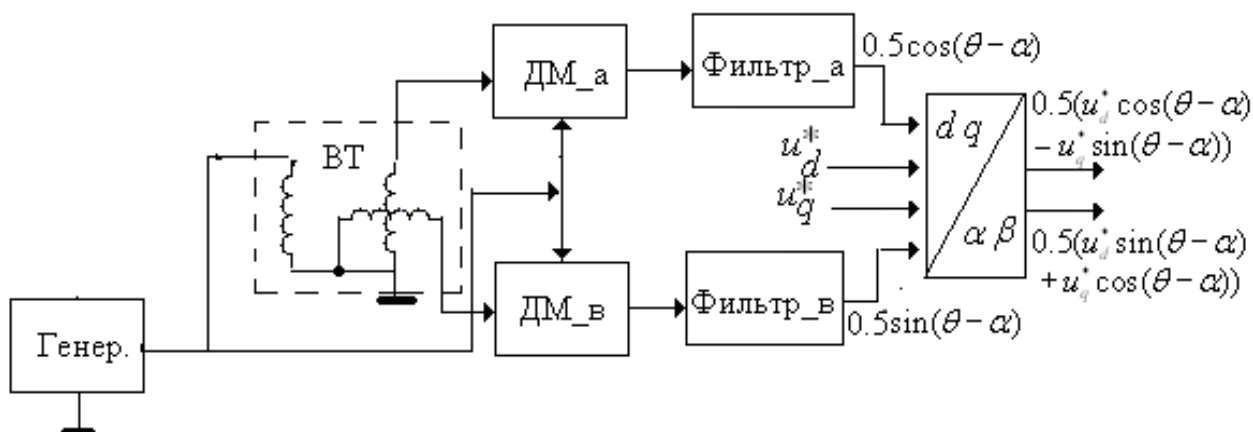 ДМ_а
Фильтр_а
0.5cos(θ−α)
ВТ
u*d
u*q
d q
α β
0.5(u*d cos(θ−α)
− u*q sin(θ−α))
0.5(u*d sin(θ−α)
+ u*q cos(θ−α))
ДМ_в
Фильтр_в
0.5sin(θ−α)
Генер.